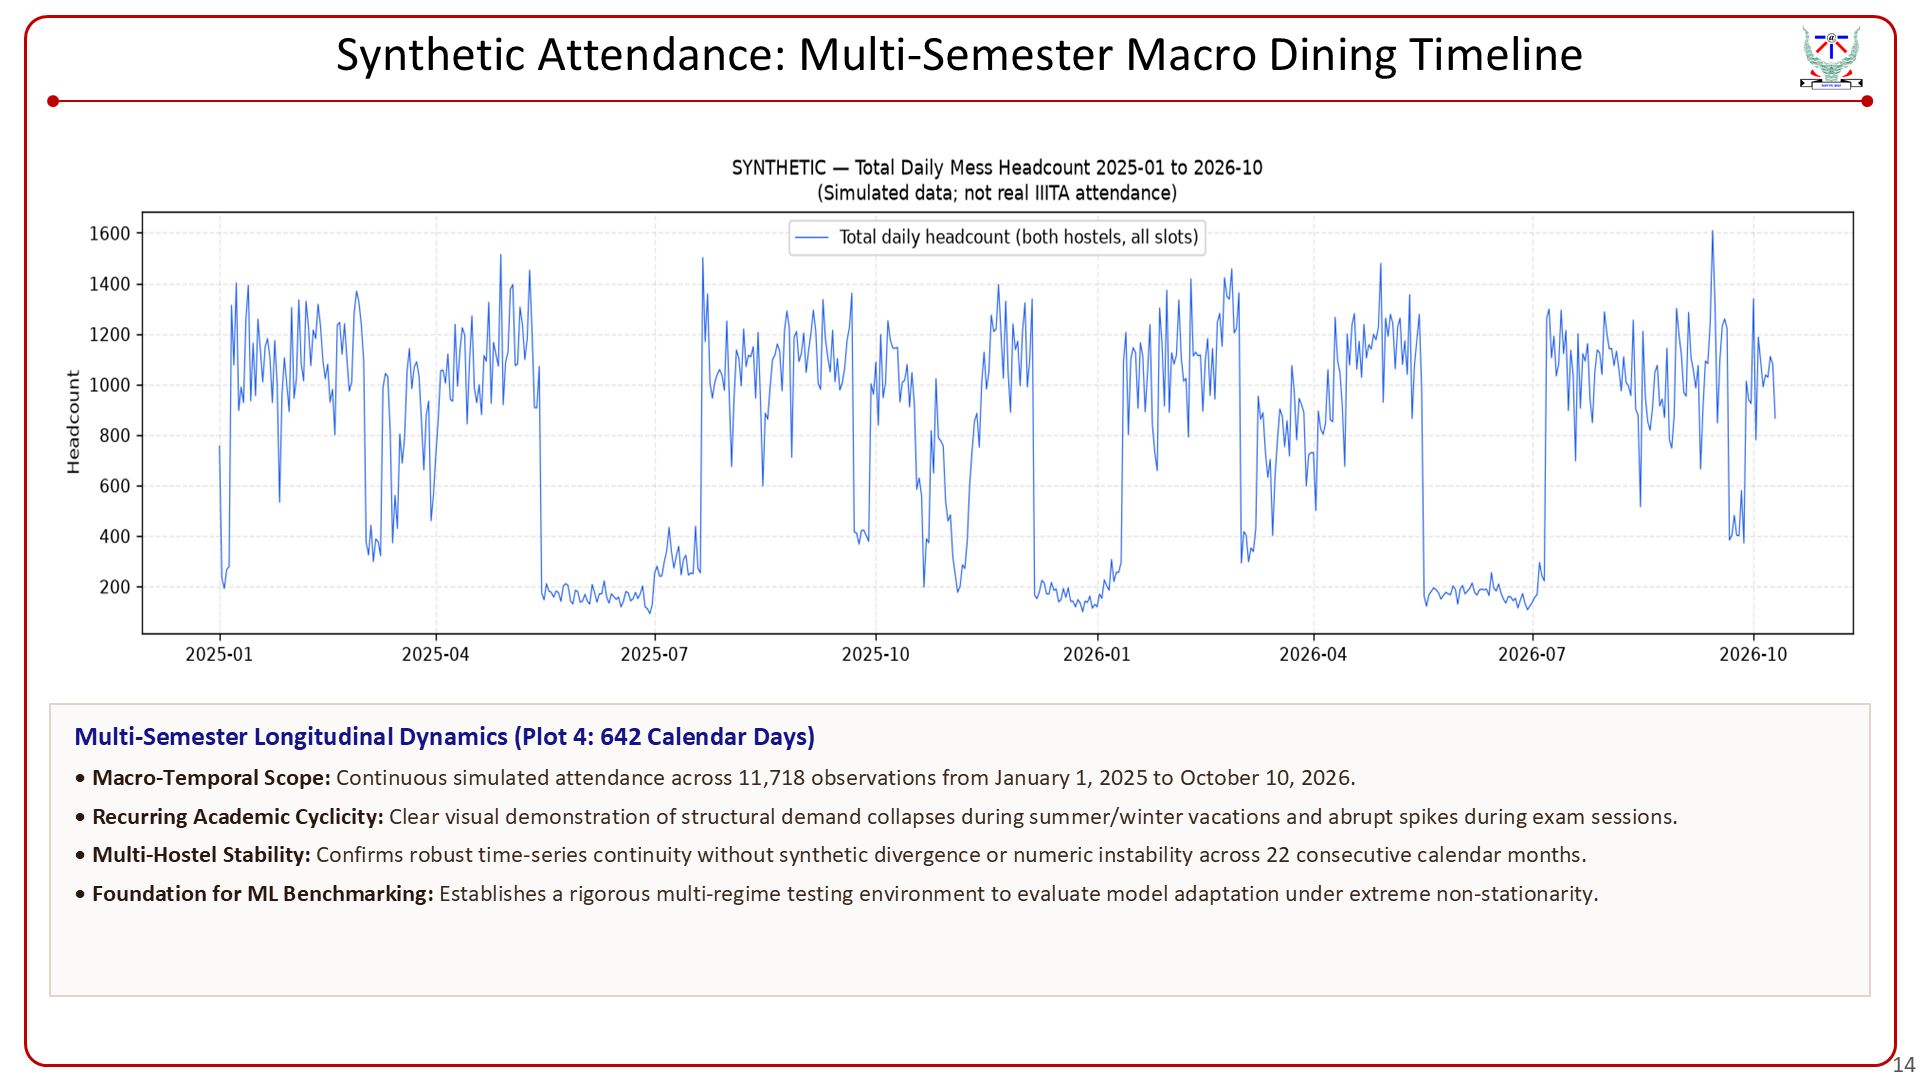 Synthetic Attendance: Multi-Semester Macro Dining Timeline
SYNTHETIC — Total Daily Mess Headcount 2025-01 to 2026-10
(Simulated data; not real IIITA attendance)
Total daily headcount (both hostels, all slots)
Headcount
1600
1400
1200
1000
800
600
400
200
2025-01 2025-04 2025-07 2025-10 2026-01 2026-04 2026-07 2026-10
Multi-Semester Longitudinal Dynamics (Plot 4: 642 Calendar Days)
• Macro-Temporal Scope: Continuous simulated attendance across 11,718 observations from January 1, 2025 to October 10, 2026.
• Recurring Academic Cyclicity: Clear visual demonstration of structural demand collapses during summer/winter vacations and abrupt spikes during exam sessions.
• Multi-Hostel Stability: Confirms robust time-series continuity without synthetic divergence or numeric instability across 22 consecutive calendar months.
• Foundation for ML Benchmarking: Establishes a rigorous multi-regime testing environment to evaluate model adaptation under extreme non-stationarity.
14